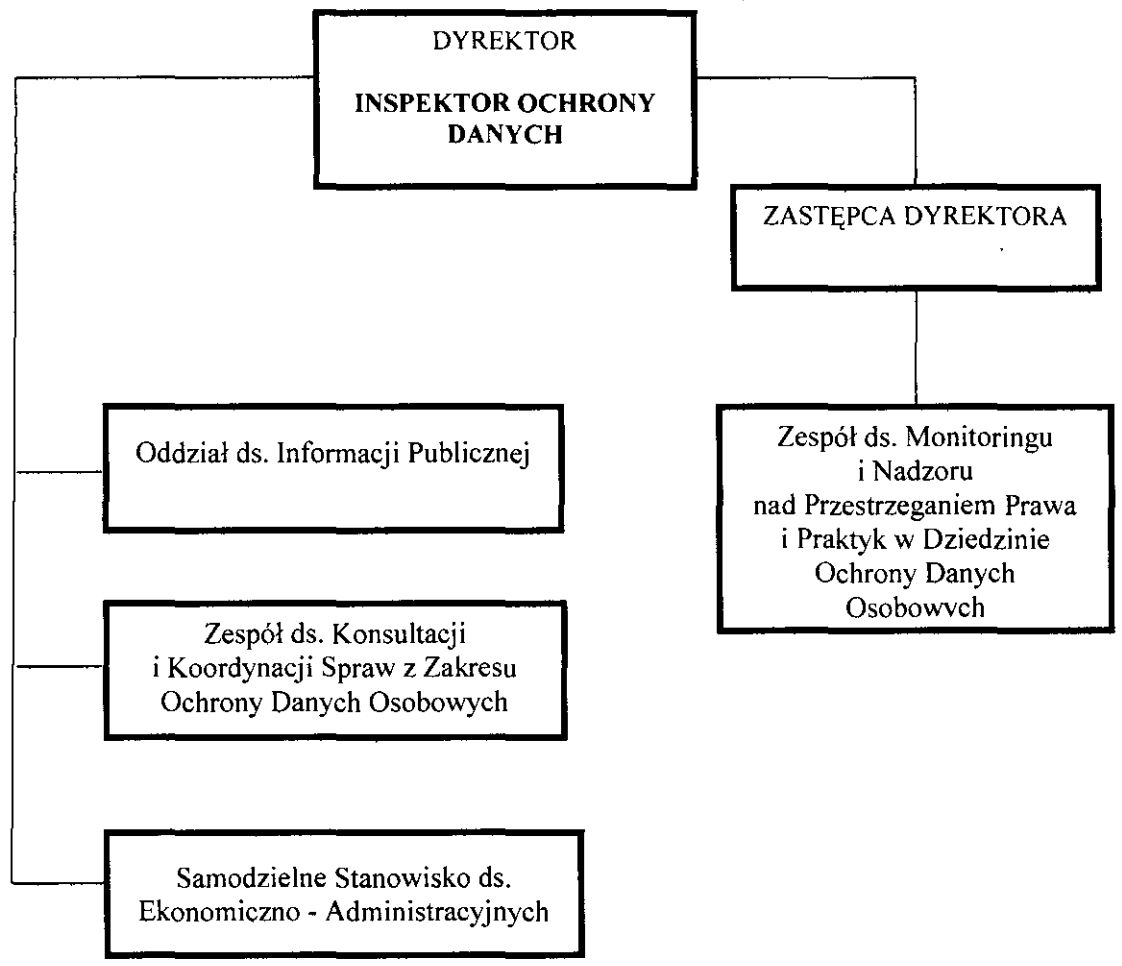 DYREKTOR
INSPEKTOR OCHRONY
DANYCH
ZASTĘPCA DYREKTORA
Oddział ds. Informacji Publicznej
Zespół ds. Monitoringu
i Nadzoru
nad Przestrzeganiem Prawa
i Praktyk w Dziedzinie
Ochrony Danych
Osobowych
Zespół ds. Konsultacji
i Koordynacji Spraw z Zakresu
Ochrony Danych Osobowych
Samodzielne Stanowisko ds.
Ekonomiczno - Administracyjnych